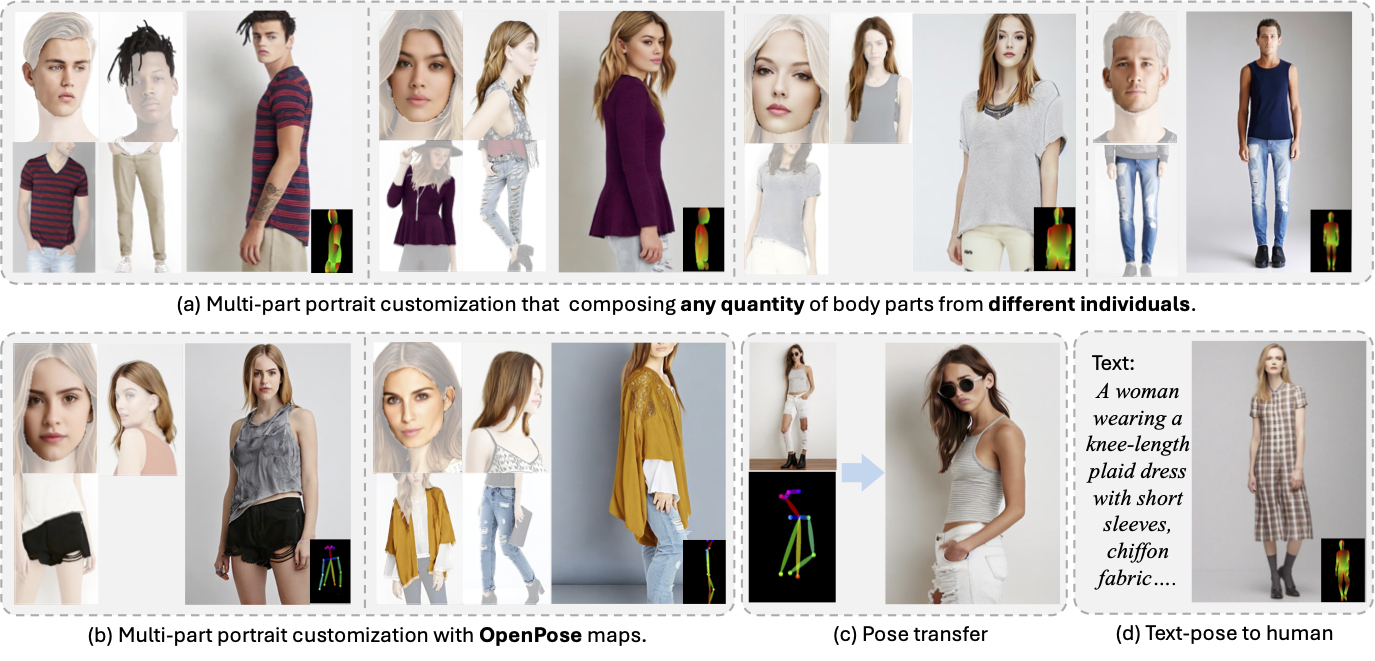 (a) Multi-part portrait customization that composing any quantity of body parts from different individuals.
Text:
A woman
wearing a
knee-length
plaid dress
with short
sleeves,
chiffon
fabric….
(b) Multi-part portrait customization with OpenPose maps.
(c) Pose transfer
(d) Text-pose to human